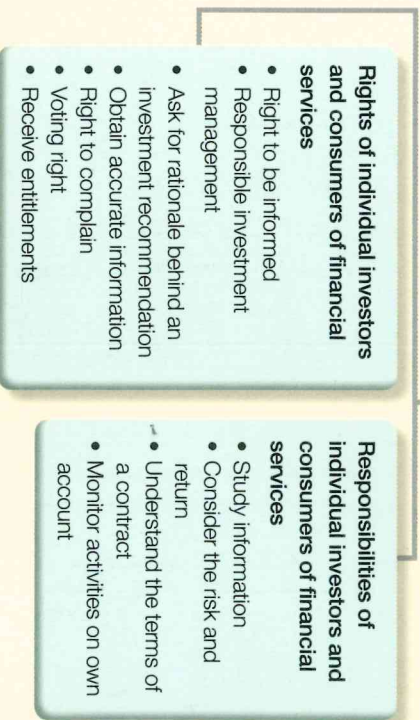 Rights of individual investors
and consumers of financial
services
• Right to be informed
• Responsible investment
management
• Ask for rationale behind an
investment recommendation
• Obtain accurate information
• Right to complain
• Voting right
• Receive entitlements
Responsibilities of
individual investors and
consumers of financial
services
• Study information
• Consider the risk and
return
• Understand the terms of
a contract
• Monitor activities on own
account